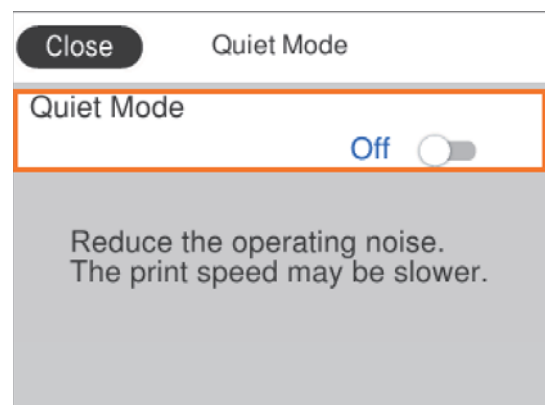 Close Quiet Mode
Quiet Mode
Off
Reduce the operating noise.
The print speed may be slower.